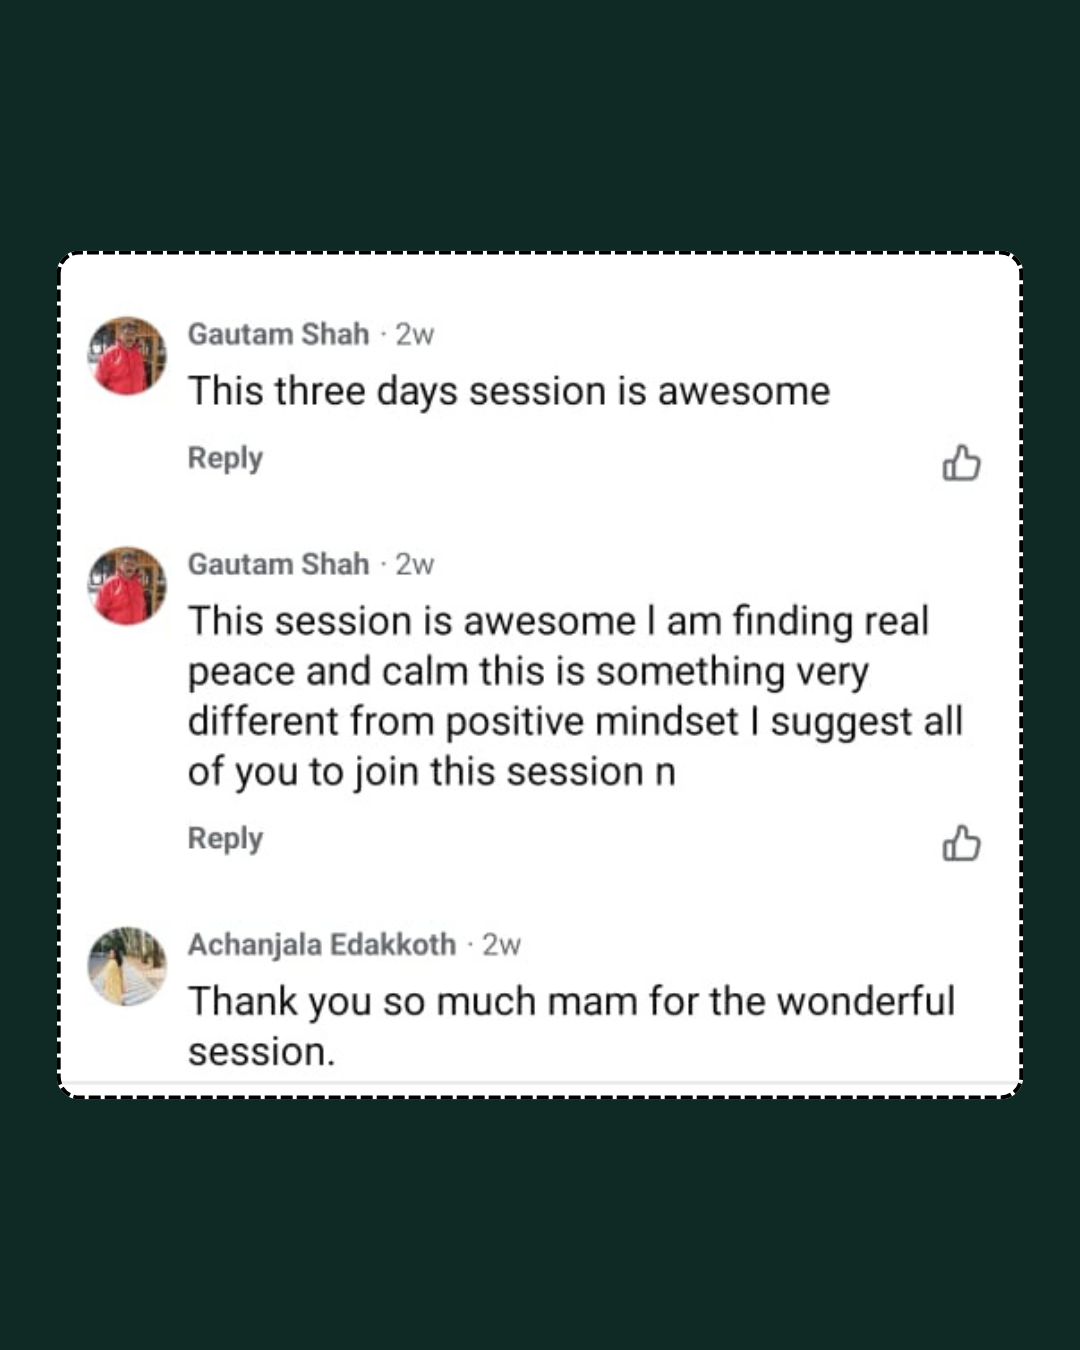 Gautam Shah · 2w
This three days session is awesome
Reply
Gautam Shah · 2w
This session is awesome I am finding real
peace and calm this is something very
different from positive mindset I suggest all
of you to join this session n
Reply
Achanjala Edakkoth · 2w
Thank you so much mam for the wonderful
session.